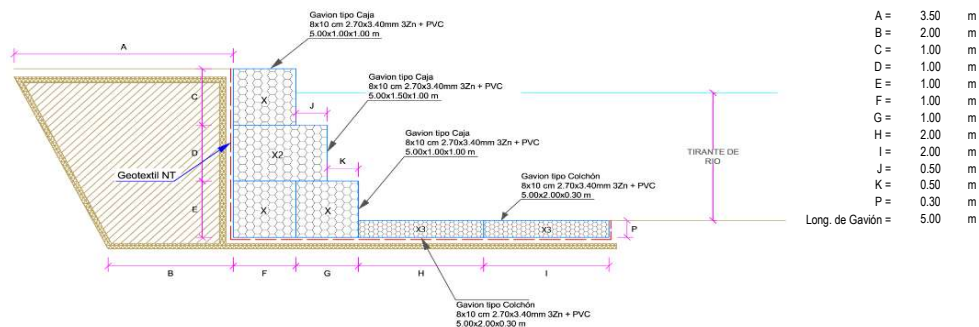 Gavion tipo Caja
8x10 cm 2.70x3.40mm 3Zn + PVC
5.00x1.00x1.00 m
A
C
X
J
Gavion tipo Caja
8x10 cm 2.70x3.40mm 3Zn + PVC
5.00x1.50x1.00 m
D
X2
K
Gavion tipo Caja
8x10 cm 2.70x3.40mm 3Zn + PVC
5.00x1.00x1.00 m
TIRANTE DE
RIO
Geotextil NT
E
X
X
Gavion tipo Colchón
8x10 cm 2.70x3.40mm 3Zn + PVC
5.00x2.00x0.30 m
X3
X3
P
B
F
G
H
I
Gavion tipo Colchón
8x10 cm 2.70x3.40mm 3Zn + PVC
5.00x2.00x0.30 m
A = 3.50 m
B = 2.00 m
C = 1.00 m
D = 1.00 m
E = 1.00 m
F = 1.00 m
G = 1.00 m
H = 2.00 m
I = 2.00 m
J = 0.50 m
K = 0.50 m
P = 0.30 m
Long. de Gavión = 5.00 m